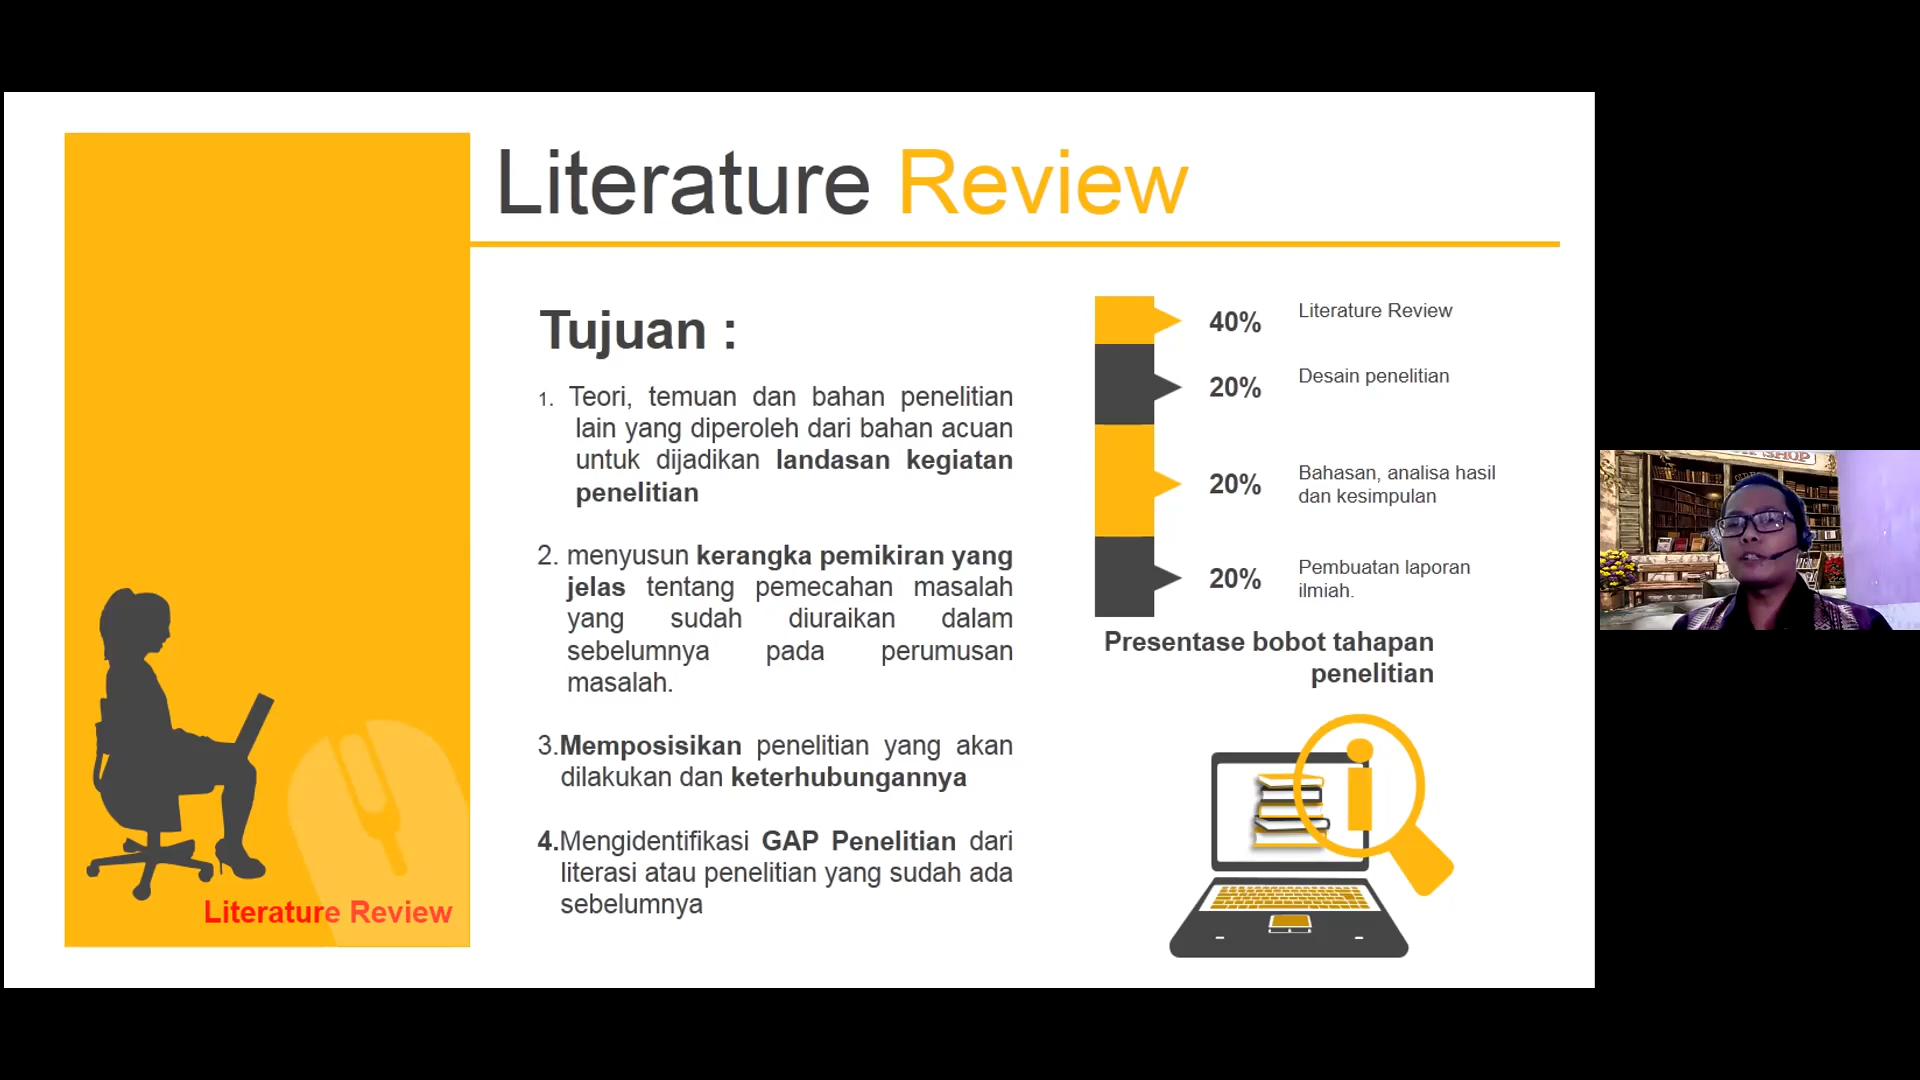 Literature Review
Tujuan :
1. Teori, temuan dan bahan penelitian
lain yang diperoleh dari bahan acuan
untuk dijadikan landasan kegiatan
penelitian
2. menyusun kerangka pemikiran yang
jelas tentang pemecahan masalah
yang sudah diuraikan dalam
sebelumnya pada perumusan
masalah.
3.Memposisikan penelitian yang akan
dilakukan dan keterhubungannya
4.Mengidentifikasi GAP Penelitian dari
literasi atau penelitian yang sudah ada
sebelumnya
40% Literature Review
20% Desain penelitian
20% Bahasan, analisa hasil
dan kesimpulan
20% Pembuatan laporan
ilmiah.
Presentase bobot tahapan
penelitian
i
Literature Review
SHOP